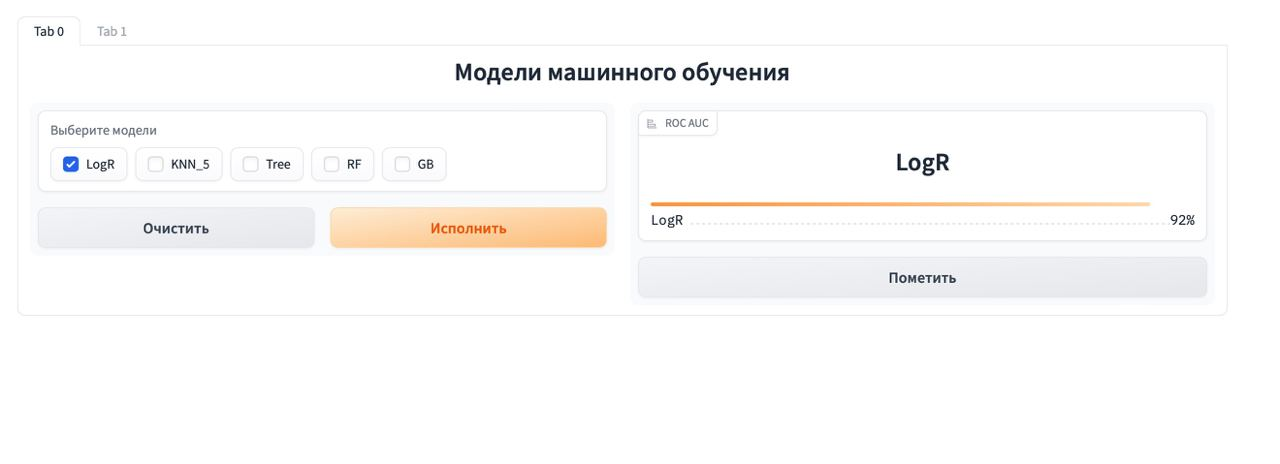 Tab 0 Tab 1
Модели машинного обучения
Выберите модели
LogR KNN_5 Tree RF GB
Очистить Исполнить
ROC AUC
LogR
LogR 92%
Пометить